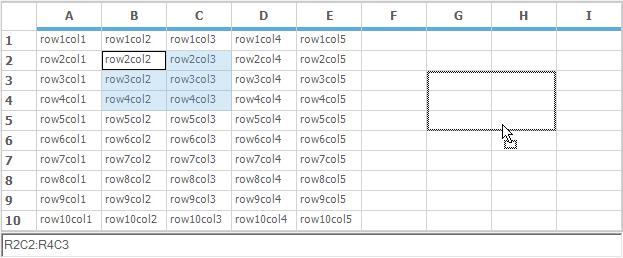 A B C D E F G H I
1 row1col1 row1col2 row1col3 row1col4 row1col5
2 row2col1 row2col2 row2col3 row2col4 row2col5
3 row3col1 row3col2 row3col3 row3col4 row3col5
4 row4col1 row4col2 row4col3 row4col4 row4col5
5 row5col1 row5col2 row5col3 row5col4 row5col5
6 row6col1 row6col2 row6col3 row6col4 row6col5
7 row7col1 row7col2 row7col3 row7col4 row7col5
8 row8col1 row8col2 row8col3 row8col4 row8col5
9 row9col1 row9col2 row9col3 row9col4 row9col5
10 row10col1 row10col2 row10col3 row10col4 row10col5
R2C2:R4C3